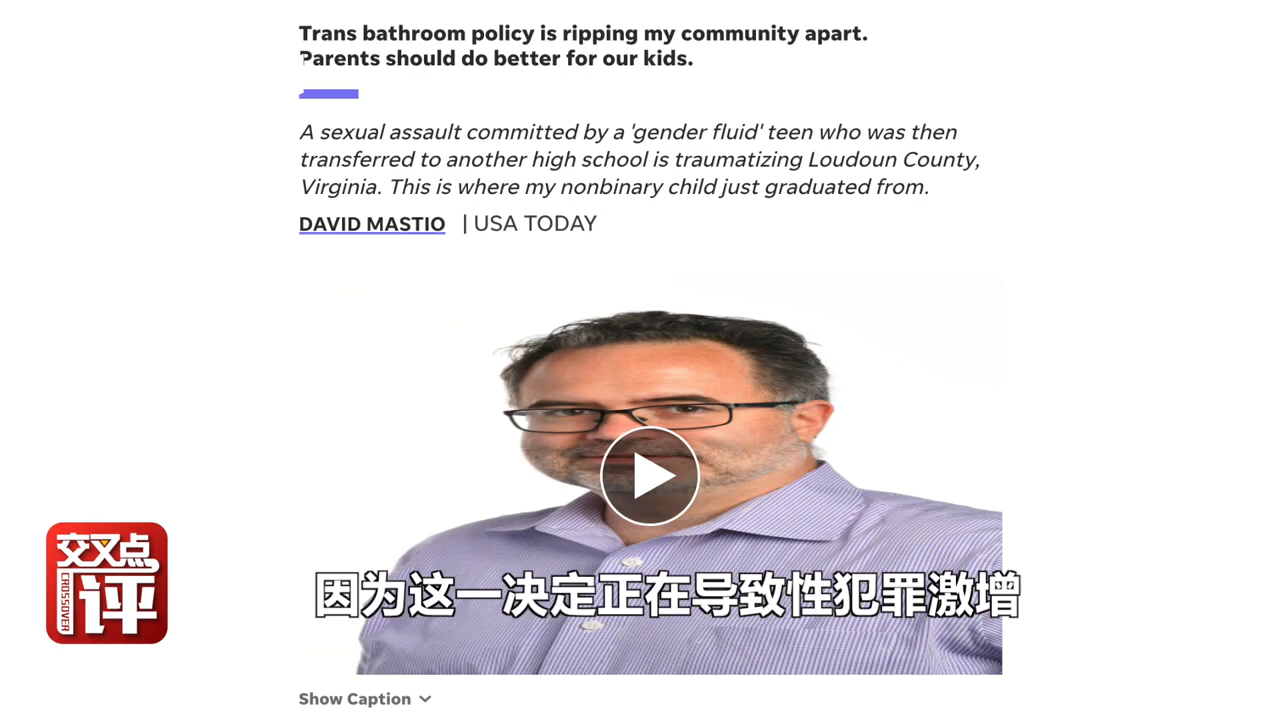 Trans bathroom policy is ripping my community apart.
Parents should do better for our kids.
A sexual assault committed by a 'gender fluid' teen who was then
transferred to another high school is traumatizing Loudoun County,
Virginia. This is where my nonbinary child just graduated from.
DAVID MASTIO | USA TODAY
交叉点
评
CROSSOVER
因为这一决定正在导致性犯罪激增
Show Caption